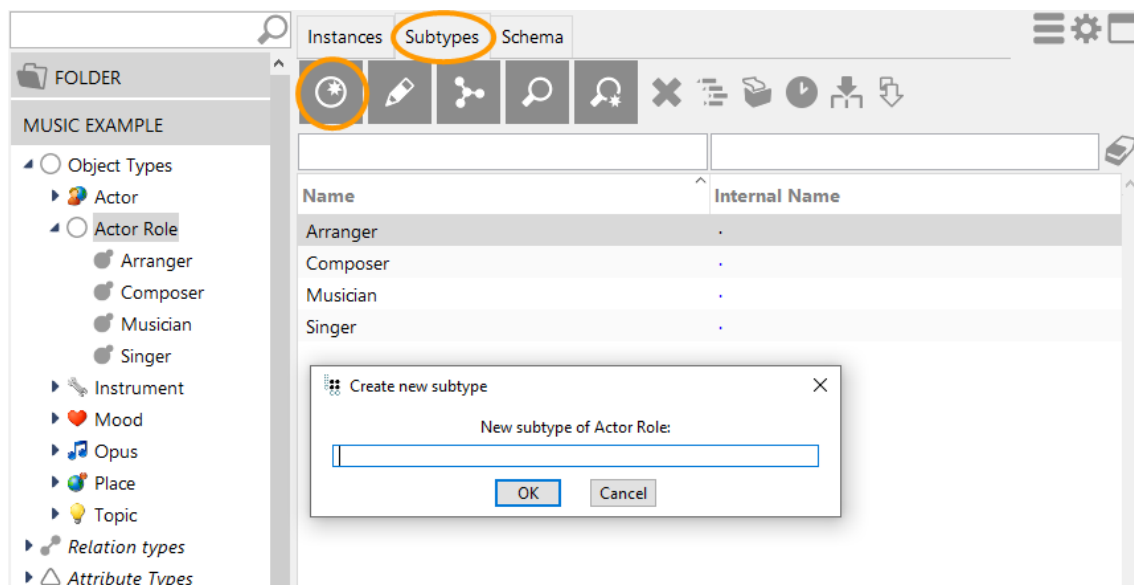 Instances Subtypes Schema
FOLDER
MUSIC EXAMPLE
Object Types
Actor
Actor Role
Arranger
Composer
Musician
Singer
Instrument
Mood
Opus
Place
Topic
Relation types
Attribute Types
Name Internal Name
Arranger
Composer
Musician
Singer
Create new subtype
New subtype of Actor Role:
OK Cancel